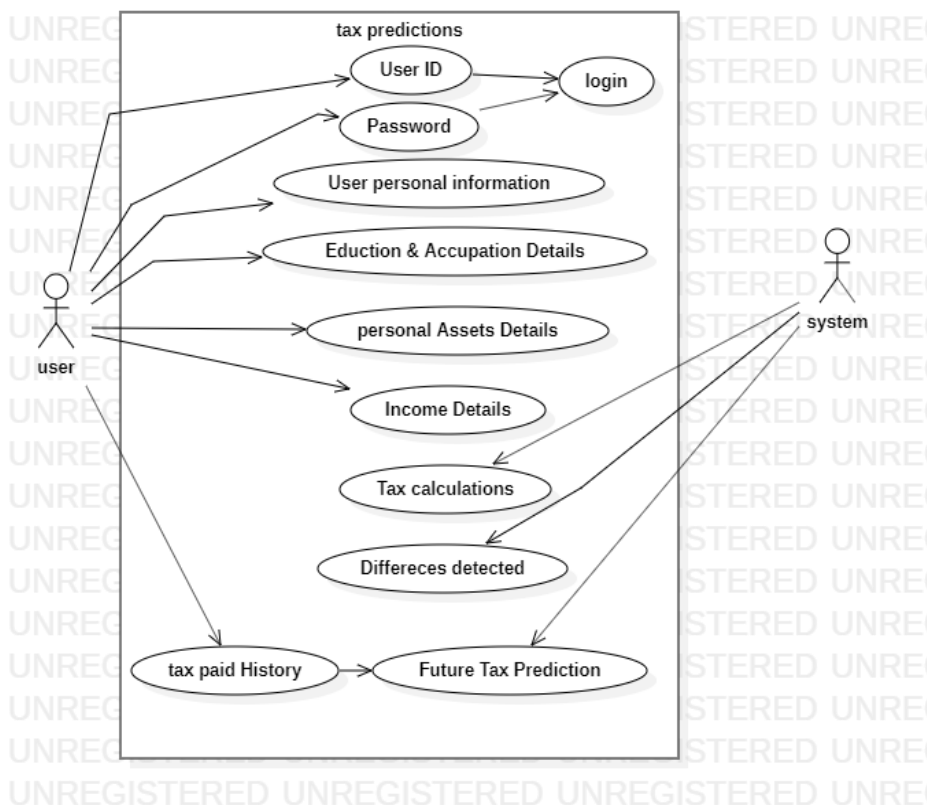 tax predictions
User ID
login
Password
User personal information
Eduction & Accupation Details
personal Assets Details
Income Details
Tax calculations
Differeces detected
tax paid History
Future Tax Prediction
user
system
UNREGISTERED UNREGISTERED UNREGISTERED UNRE